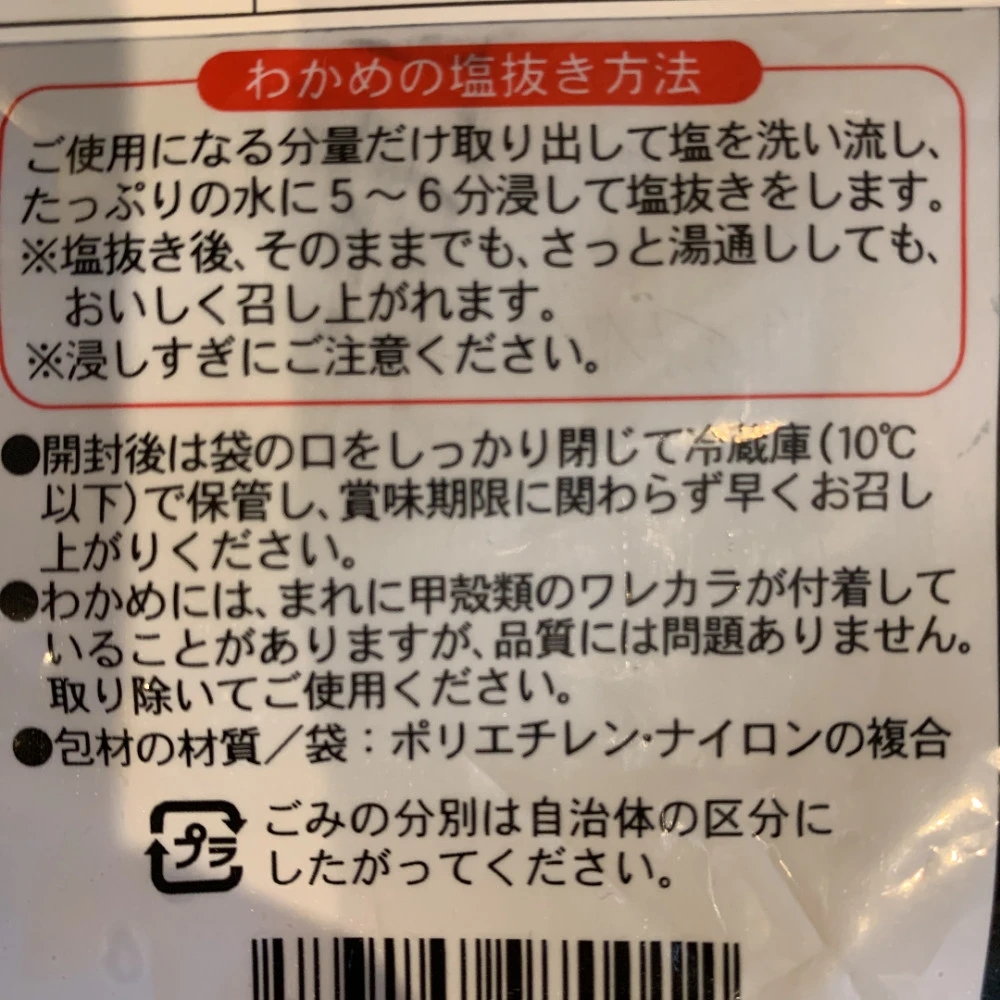 わかめの塩抜き方法
ご使用になる分量だけ取り出して塩を洗い流し、
たっぷりの水に5～6分浸して塩抜きをします。
※塩抜き後、そのままでも、さっと湯通ししても、
おいしく召し上がれます。
※浸しすぎにご注意ください。
●開封後は袋の口をしっかり閉じて冷蔵庫(10℃
以下)で保管し、賞味期限に関わらず早くお召し
上がりください。
●わかめには、まれに甲殻類のワレカラが付着して
いることがありますが、品質には問題ありません。
取り除いてご使用ください。
●包材の材質／袋：ポリエチレン・ナイロンの複合
プラ
ごみの分別は自治体の区分に
したがってください。